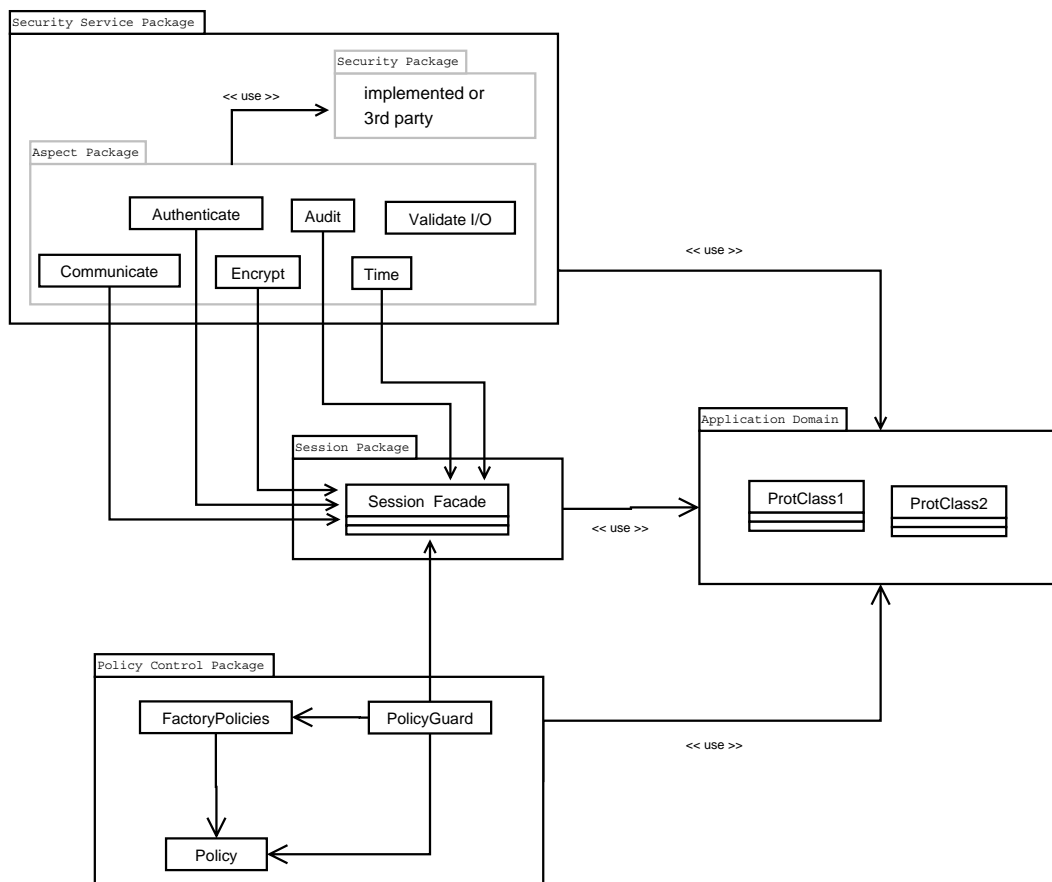 Security Service Package
Security Package
<< use >>
implemented or
3rd party
Aspect Package
Authenticate
Audit
Validate I/O
Communicate
Encrypt
Time
<< use >>
Application Domain
Session Package
Session Facade
ProtClass1
ProtClass2
<< use >>
Policy Control Package
FactoryPolicies
PolicyGuard
<< use >>
Policy